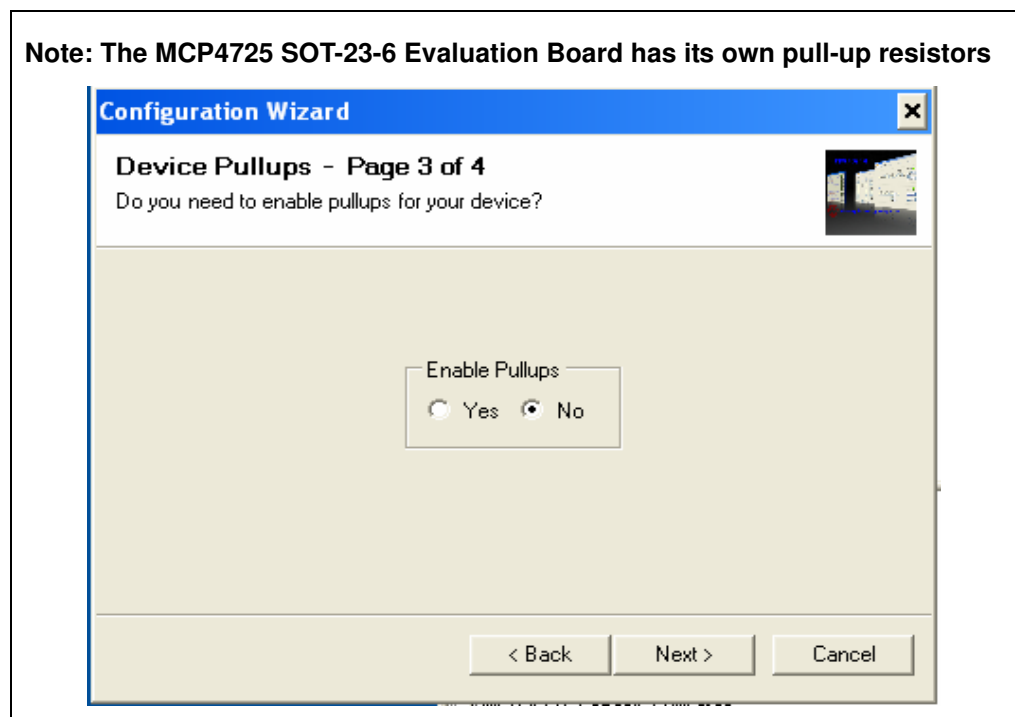 Note: The MCP4725 SOT-23-6 Evaluation Board has its own pull-up resistors
Configuration Wizard
Device Pullups - Page 3 of 4
Do you need to enable pullups for your device?
Enable Pullups
Yes No
< Back Next > Cancel